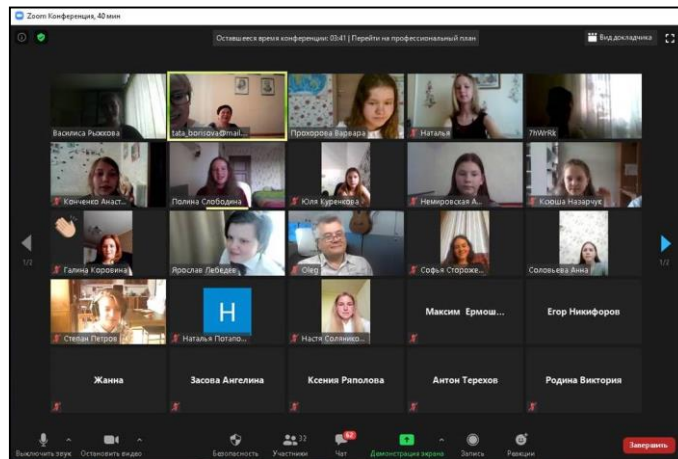 Zoom Конференция, 40 мин
Оставшееся время конференции: 03:41 | Перейти на профессиональный план
Вид докладчика
Василиса Рыжкова
tata_borisova@mail...
Прохорова Варвара
Наталья
7hWrRk
Конченко Анаст...
Полина Слободина
Юля Куренкова
Немировская А...
Ксюша Назарчук
Галина Коровина
Ярослав Лебедев
Oleg
Софья Стороже...
Соловьева Анна
1/2
1/2
Степан Петров
Н
Наталья Потапо...
Настя Солянико...
Максим Ермош...
Егор Никифоров
Жанна
Засова Ангелина
Ксения Ряполова
Антон Терехов
Родина Виктория
Выключить звук
Остановить видео
Безопасность
32
Участники
62
Чат
Демонстрация экрана
Запись
Реакции
Завершить